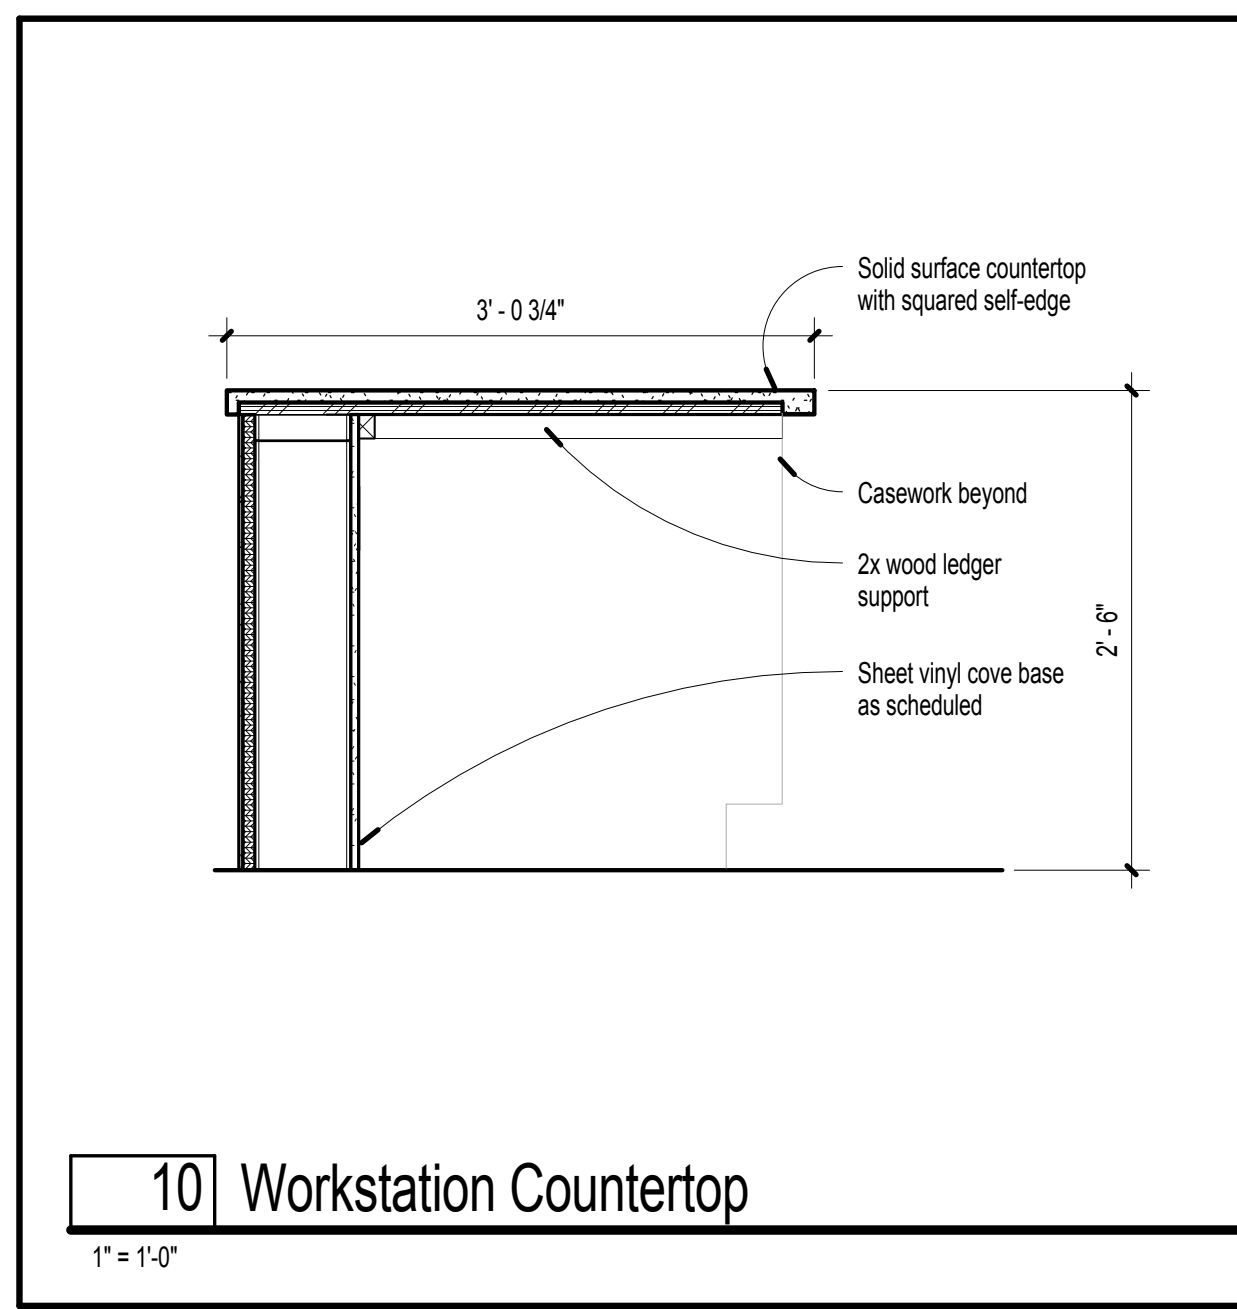 3' - 0 3/4"
Solid surface countertop
with squared self-edge
Casework beyond
2x wood ledger
support
2' - 6"
Sheet vinyl cove base
as scheduled
10 Workstation Countertop
1" = 1'-0"